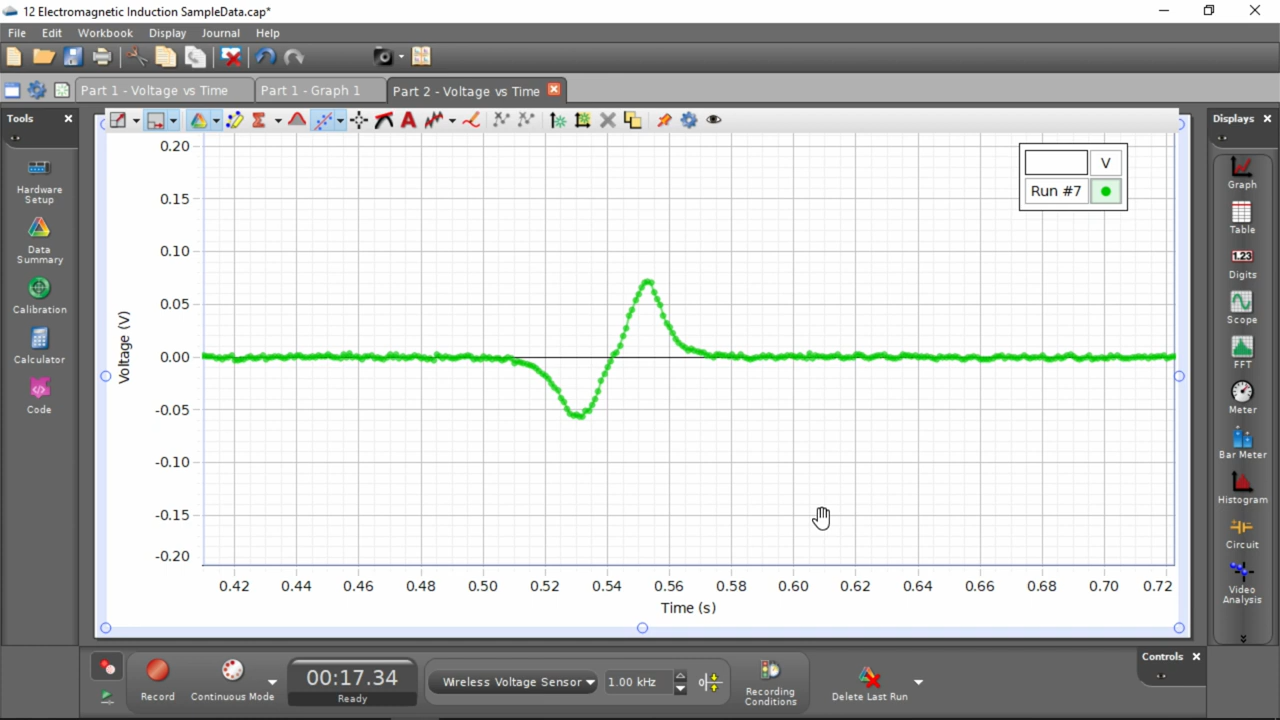 12 Electromagnetic Induction SampleData.cap*
File Edit Workbook Display Journal Help
Part 1 - Voltage vs Time
Part 1 - Graph 1
Part 2 - Voltage vs Time
Tools
Hardware
Setup
Data
Summary
Calibration
Calculator
Code
0.20
0.15
0.10
0.05
0.00
-0.05
-0.10
-0.15
-0.20
Voltage (V)
V
Run #7
0.42 0.44 0.46 0.48 0.50 0.52 0.54 0.56 0.58 0.60 0.62 0.64 0.66 0.68 0.70 0.72
Time (s)
Displays
Graph
Table
1.23
Digits
Scope
FFT
Meter
Bar Meter
Histogram
Circuit
Video
Analysis
Record
Continuous Mode
00:17.34
Ready
Wireless Voltage Sensor
1.00 kHz
Recording
Conditions
Delete Last Run
Controls